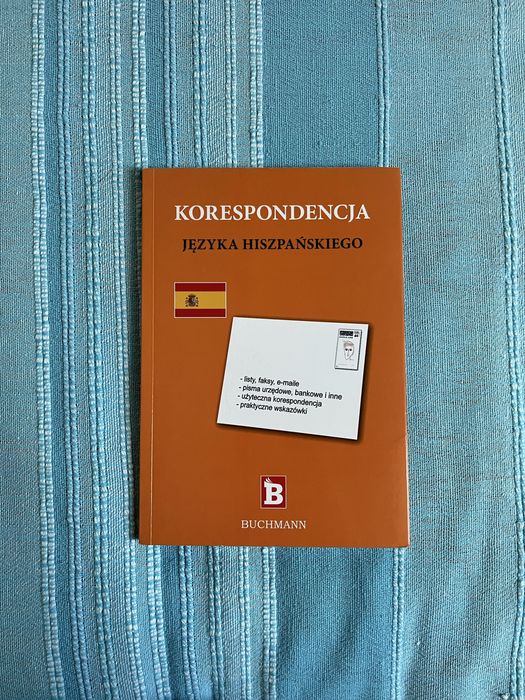 KORESPONDENCJA
JĘZYKA HISZPAŃSKIEGO
- listy, faksy, e-maile
- pisma urzędowe, bankowe i inne
- użyteczna korespondencja
- praktyczne wskazówki
B
BUCHMANN